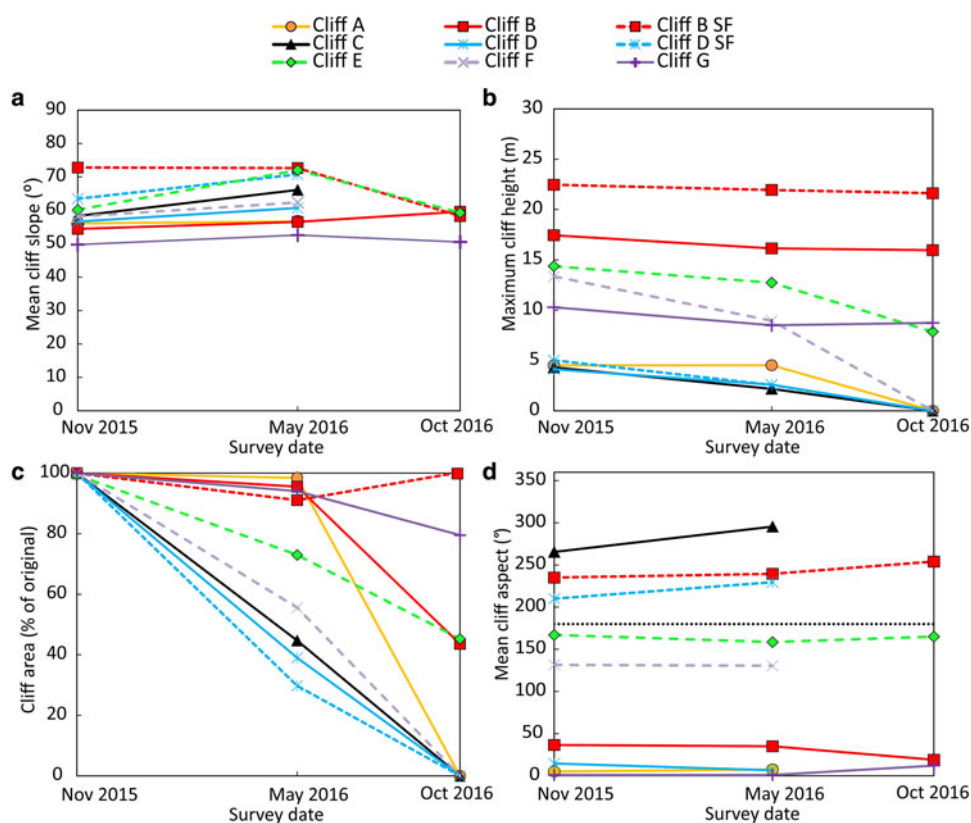 Cliff A Cliff B Cliff B SF
Cliff C Cliff D Cliff D SF
Cliff E Cliff F Cliff G
a
90
80
70
60
50
40
30
20
10
0
Mean cliff slope (°)
Nov 2015 May 2016 Oct 2016
Survey date
b
30
25
20
15
10
5
0
Maximum cliff height (m)
Nov 2015 May 2016 Oct 2016
Survey date
c
100
80
60
40
20
0
Cliff area (% of original)
Nov 2015 May 2016 Oct 2016
Survey date
d
350
300
250
200
150
100
50
0
Mean cliff aspect (°)
Nov 2015 May 2016 Oct 2016
Survey date